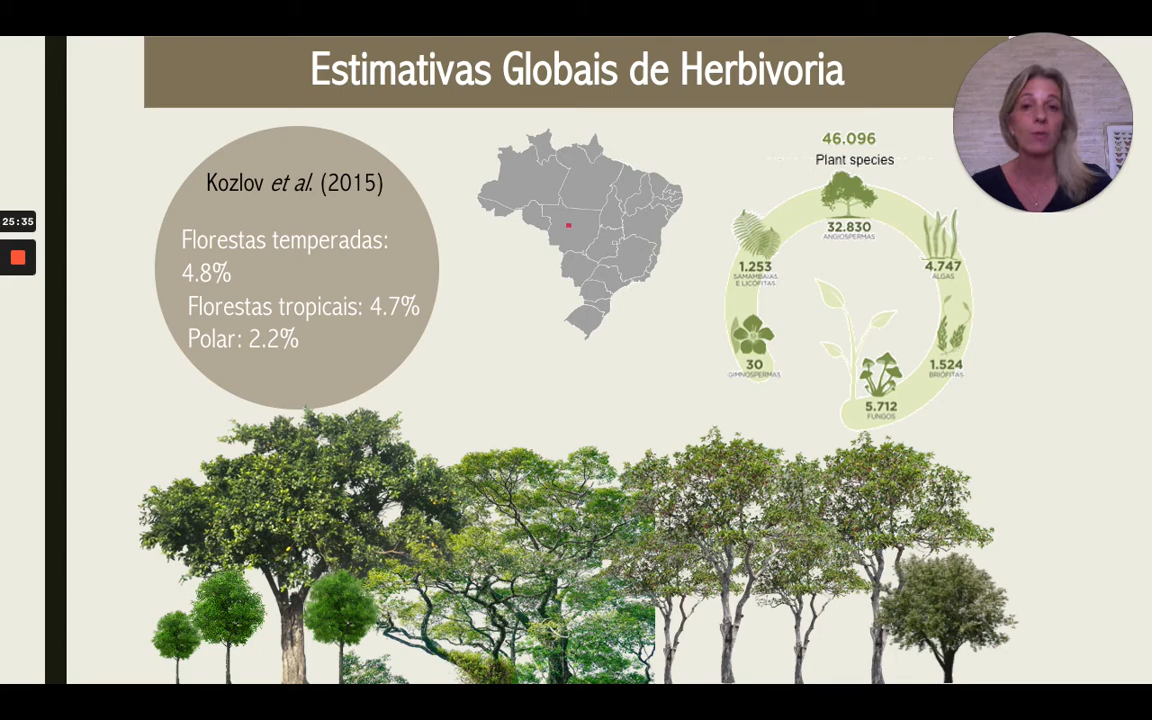 Estimativas Globais de Herbivoria
25:35
Kozlov et al. (2015)
Florestas temperadas:
4.8%
Florestas tropicais: 4.7%
Polar: 2.2%
46.096
Plant species
32.830
ANGIOSPERMAS
1.253
SAMAMBAIAS
E LICÓFITAS
4.747
ALGAS
30
GIMNOSPERMAS
1.524
BRIÓFITAS
5.712
FUNGOS